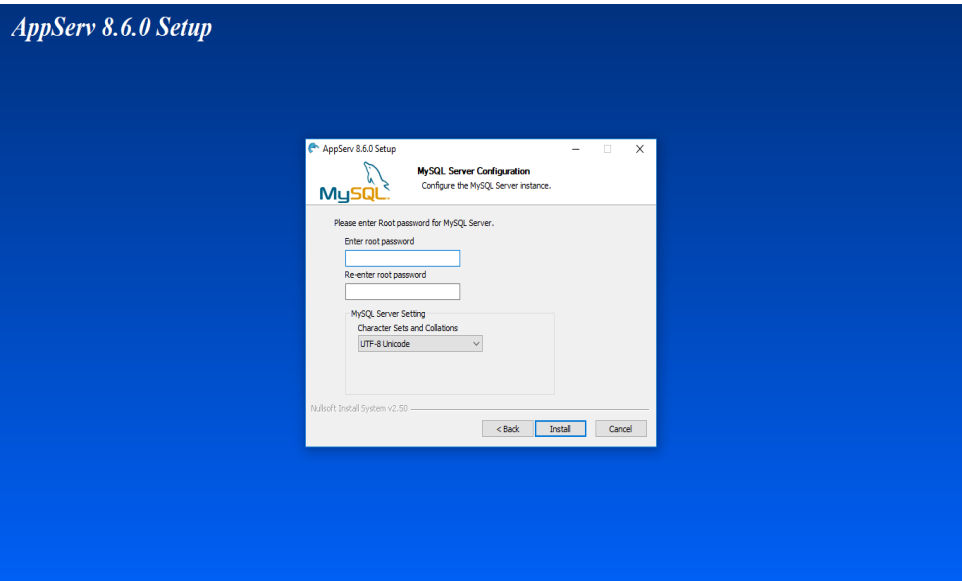 AppServ 8.6.0 Setup
AppServ 8.6.0 Setup
MySQL Server Configuration
Configure the MySQL Server instance.
MySQL.
Please enter Root password for MySQL Server.
Enter root password
Re-enter root password
MySQL Server Setting
Character Sets and Collations
UTF-8 Unicode
Nullsoft Install System v2.50
< Back Install Cancel